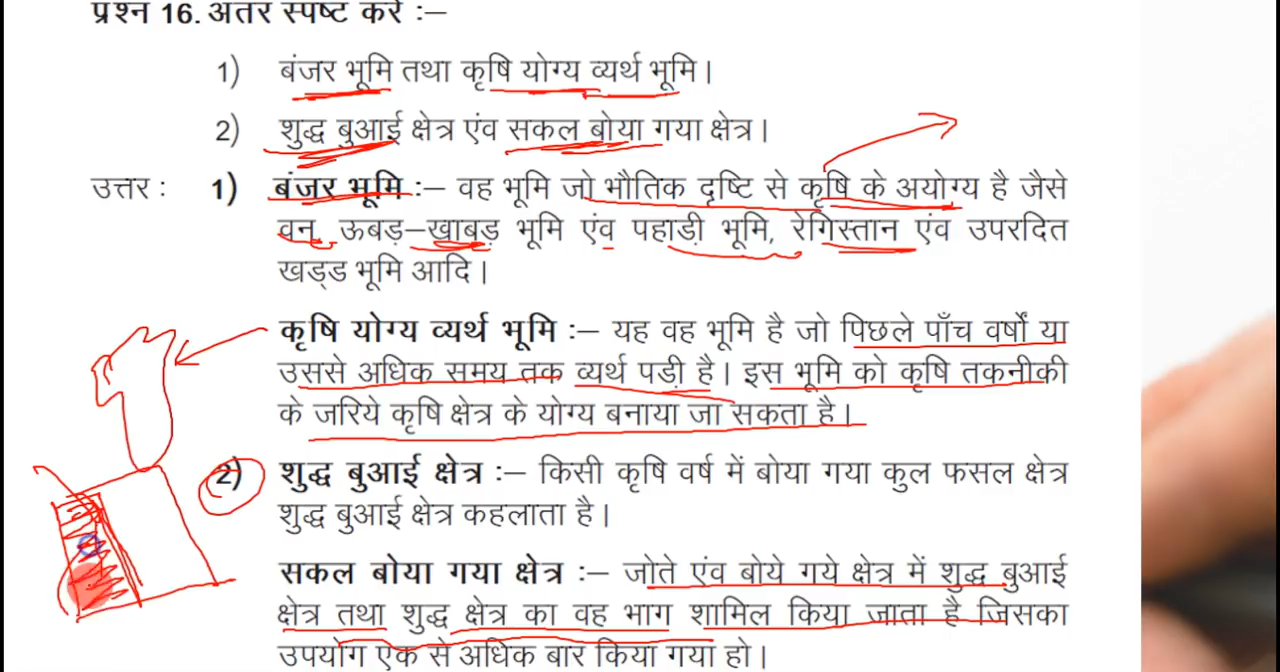 प्रश्न 16. अंतर स्पष्ट करें :–
1) बंजर भूमि तथा कृषि योग्य व्यर्थ भूमि।
2) शुद्ध बुआई क्षेत्र एंव सकल बोया गया क्षेत्र।
उत्तर : 1) बंजर भूमि :– वह भूमि जो भौतिक दृष्टि से कृषि के अयोग्य है जैसे
वन, ऊबड़–खाबड़ भूमि एंव पहाड़ी भूमि, रेगिस्तान एंव उपरदित
खड्ड भूमि आदि।
कृषि योग्य व्यर्थ भूमि :– यह वह भूमि है जो पिछले पाँच वर्षों या
उससे अधिक समय तक व्यर्थ पड़ी है। इस भूमि को कृषि तकनीकी
के जरिये कृषि क्षेत्र के योग्य बनाया जा सकता है।
2) शुद्ध बुआई क्षेत्र :– किसी कृषि वर्ष में बोया गया कुल फसल क्षेत्र
शुद्ध बुआई क्षेत्र कहलाता है।
सकल बोया गया क्षेत्र :– जोते एंव बोये गये क्षेत्र में शुद्ध बुआई
क्षेत्र तथा शुद्ध क्षेत्र का वह भाग शामिल किया जाता है जिसका
उपयोग एक से अधिक बार किया गया हो।